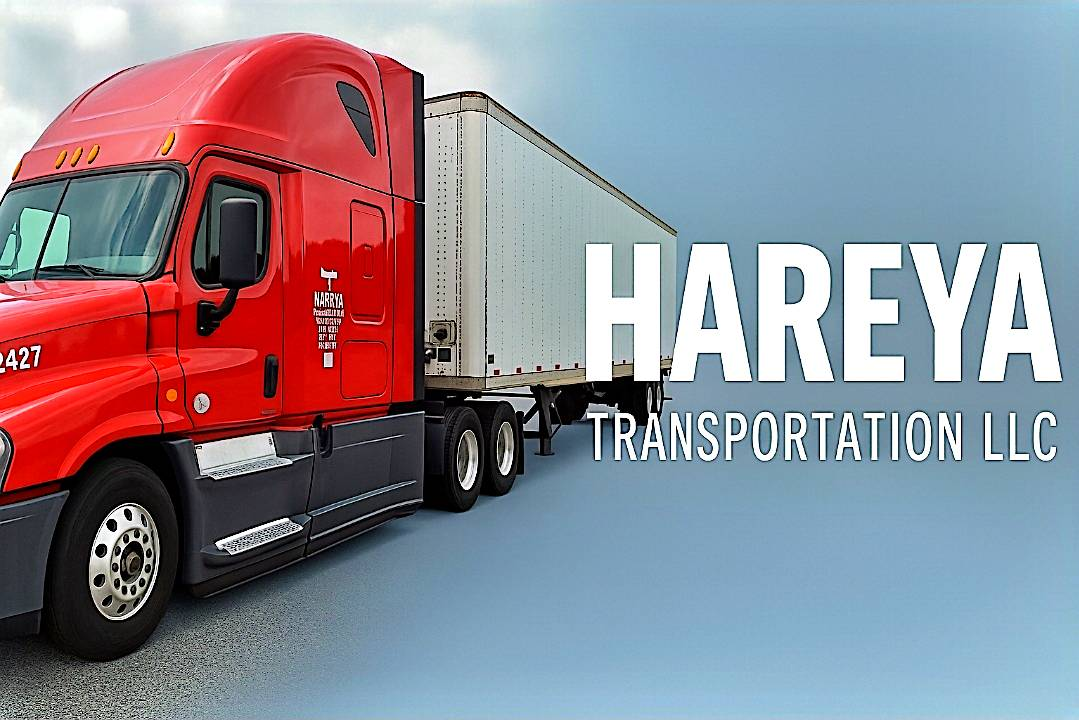 HAREYA
TRANSPORTATION LLC
NARRYA
2427